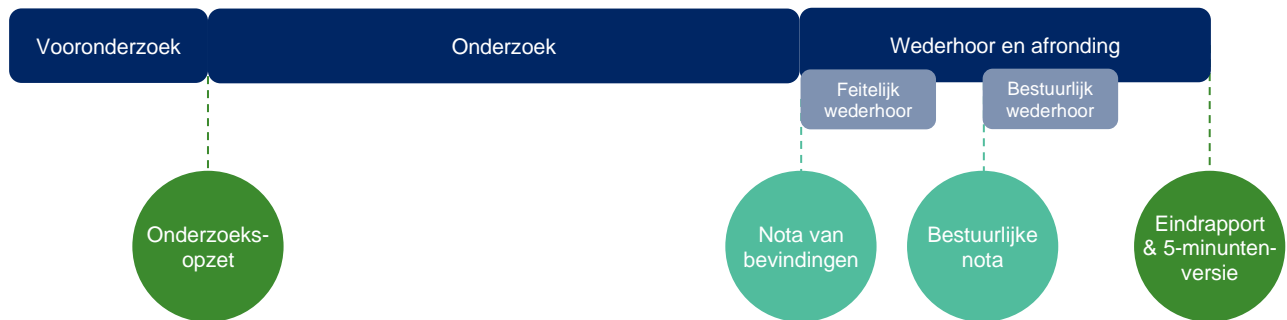 Vooronderzoek
Onderzoek
Wederhoor en afronding
Feitelijk
wederhoor
Bestuurlijk
wederhoor
Onderzoeks-
opzet
Nota van
bevindingen
Bestuurlijke
nota
Eindrapport
& 5-minunten-
versie